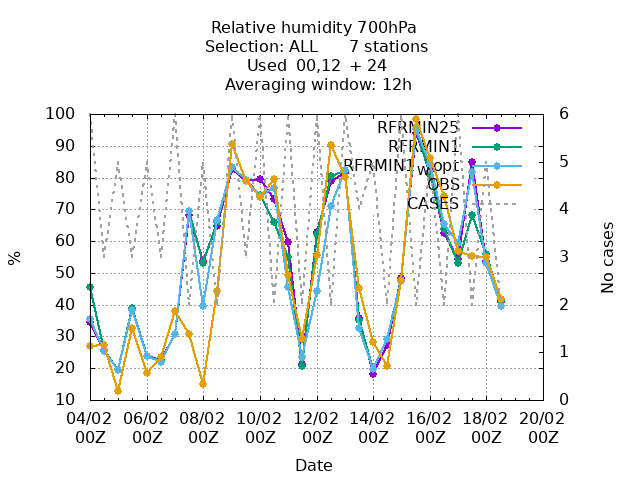 Relative humidity 700hPa
Selection: ALL 7 stations
Used 00,12 + 24
Averaging window: 12h
RFRMIN25
RFRMIN1
RFRMIN1_wopt
OBS
CASES
100
90
80
70
60
50
40
30
20
10
%
6
5
4
3
2
1
0
No cases
04/02 06/02 08/02 10/02 12/02 14/02 16/02 18/02 20/02
00Z 00Z 00Z 00Z 00Z 00Z 00Z 00Z 00Z
Date